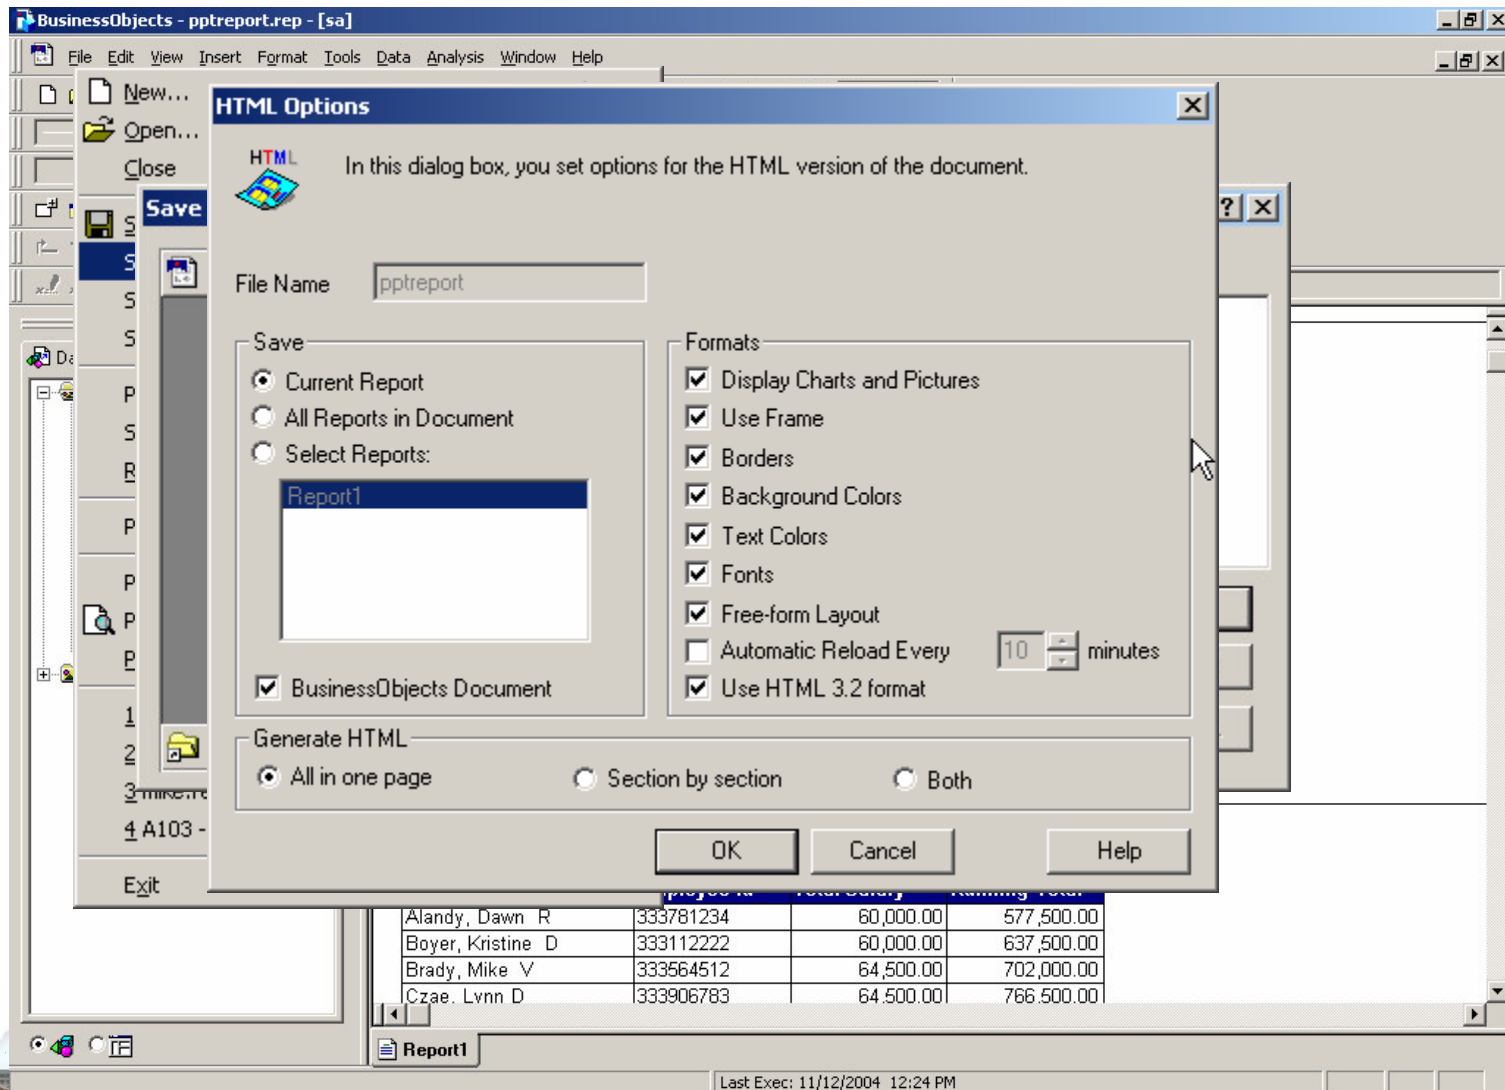 BusinessObjects - pptreport.rep - [sa]
File Edit View Insert Format Tools Data Analysis Window Help
New...
Open...
Close
Save
HTML Options
HTML
In this dialog box, you set options for the HTML version of the document.
File Name pptreport
Save
Current Report
All Reports in Document
Select Reports:
Report1
BusinessObjects Document
Formats
Display Charts and Pictures
Use Frame
Borders
Background Colors
Text Colors
Fonts
Free-form Layout
Automatic Reload Every 10 minutes
Use HTML 3.2 format
Generate HTML
All in one page Section by section Both
OK Cancel Help
S
S
S
S
P
S
R
P
P
P
P
1
2
3 mike.re
4 A103 -
Exit
Da
Alandy, Dawn R 333781234 60,000.00 577,500.00
Boyer, Kristine D 333112222 60,000.00 637,500.00
Brady, Mike V 333564512 64,500.00 702,000.00
Czae, Lynn D 333906783 64,500.00 766,500.00
Report1
Last Exec: 11/12/2004 12:24 PM